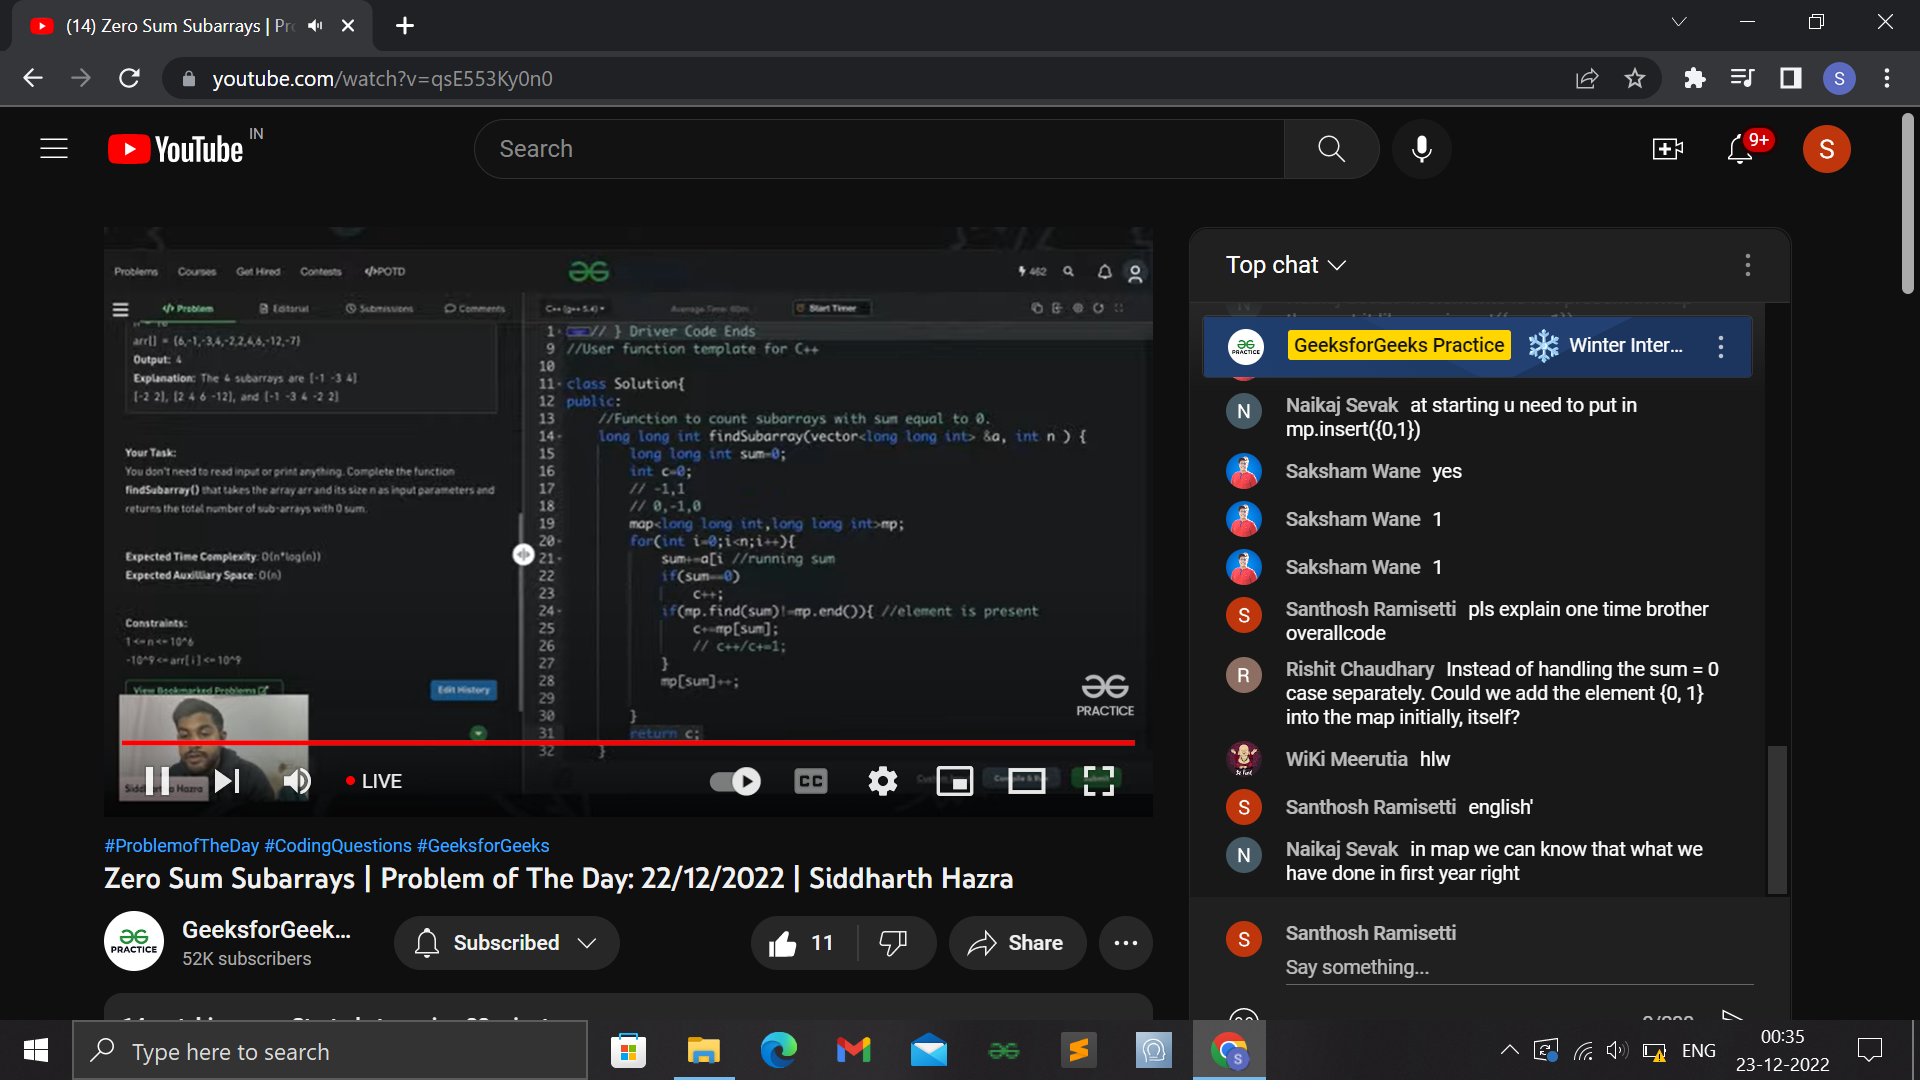 (14) Zero Sum Subarrays | Pr
youtube.com/watch?v=qsE553Ky0n0
S
YouTube IN
Search
9+
S
Problems Courses Get Hired Contests </>POTD
462
</> Problem Editorial Submissions Comments
C++ (g++ 5.4) Average Time: 60m Start Timer
n = 10
arr[] = {6,-1,-3,4,-2,2,4,6,-12,-7}
Output: 4
Explanation: The 4 subarrays are [-1 -3 4]
[-2 2], [2 4 6 -12], and [-1 -3 4 -2 2]
Your Task:
You don't need to read input or print anything. Complete the function
findSubarray() that takes the array arr and its size n as input parameters and
returns the total number of sub-arrays with 0 sum.
Expected Time Complexity: O(n*log(n))
Expected Auxilliary Space: O(n)
Constraints:
1 <= n <= 10^6
-10^9 <= arr[i] <= 10^9
View Bookmarked Problems
Edit History
1 // } Driver Code Ends
9 //User function template for C++
10
11 class Solution{
12 public:
13 //Function to count subarrays with sum equal to 0.
14 long long int findSubarray(vector<long long int> &a, int n ) {
15 long long int sum=0;
16 int c=0;
17 // -1,1
18 // 0,-1,0
19 map<long long int,long long int>mp;
20 for(int i=0;i<n;i++){
21 sum+=a[i //running sum
22 if(sum==0)
23 c++;
24 if(mp.find(sum)!=mp.end()){ //element is present
25 c+=mp[sum];
26 // c++/c+=1;
27 }
28 mp[sum]++;
29
30 }
31 return c;
32 }
PRACTICE
LIVE
CC
#ProblemofTheDay #CodingQuestions #GeeksforGeeks
Zero Sum Subarrays | Problem of The Day: 22/12/2022 | Siddharth Hazra
PRACTICE
GeeksforGeek...
52K subscribers
Subscribed
11
Share
Top chat
PRACTICE
GeeksforGeeks Practice Winter Inter...
N
Naikaj Sevak at starting u need to put in
mp.insert({0,1})
Saksham Wane yes
Saksham Wane 1
Saksham Wane 1
S
Santhosh Ramisetti pls explain one time brother
overallcode
R
Rishit Chaudhary Instead of handling the sum = 0
case separately. Could we add the element {0, 1}
into the map initially, itself?
WiKi Meerutia hlw
S
Santhosh Ramisetti english'
N
Naikaj Sevak in map we can know that what we
have done in first year right
S
Santhosh Ramisetti
Say something...
Type here to search
S
ENG
00:35
23-12-2022